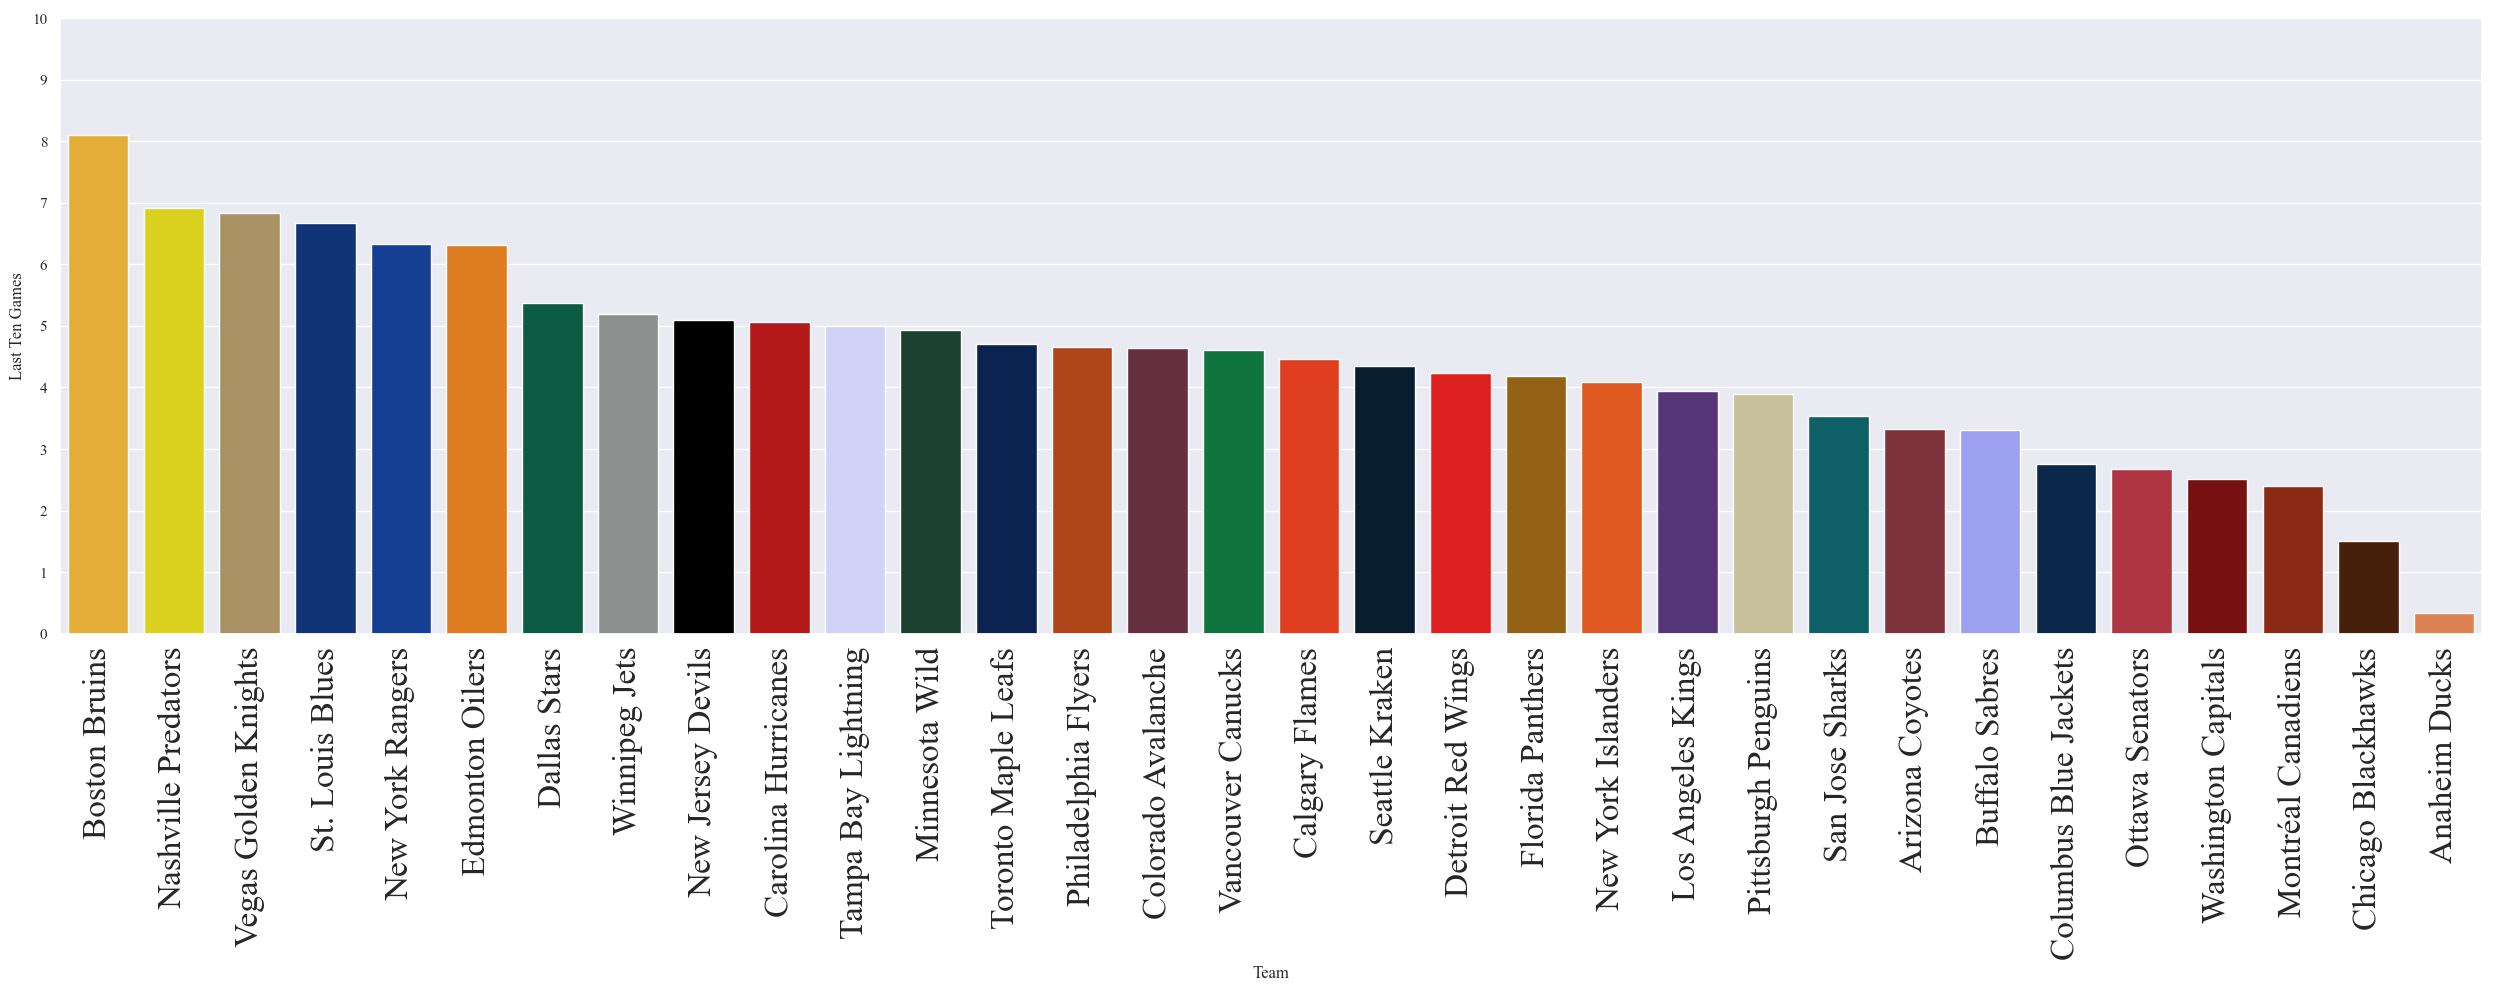 10
9
8
7
6
5
4
3
2
1
0
Last Ten Games
Boston Bruins
Nashville Predators
Vegas Golden Knights
St. Louis Blues
New York Rangers
Edmonton Oilers
Dallas Stars
Winnipeg Jets
New Jersey Devils
Carolina Hurricanes
Tampa Bay Lightning
Minnesota Wild
Toronto Maple Leafs
Philadelphia Flyers
Colorado Avalanche
Vancouver Canucks
Calgary Flames
Seattle Kraken
Detroit Red Wings
Florida Panthers
New York Islanders
Los Angeles Kings
Pittsburgh Penguins
San Jose Sharks
Arizona Coyotes
Buffalo Sabres
Columbus Blue Jackets
Ottawa Senators
Washington Capitals
Montréal Canadiens
Chicago Blackhawks
Anaheim Ducks
Team